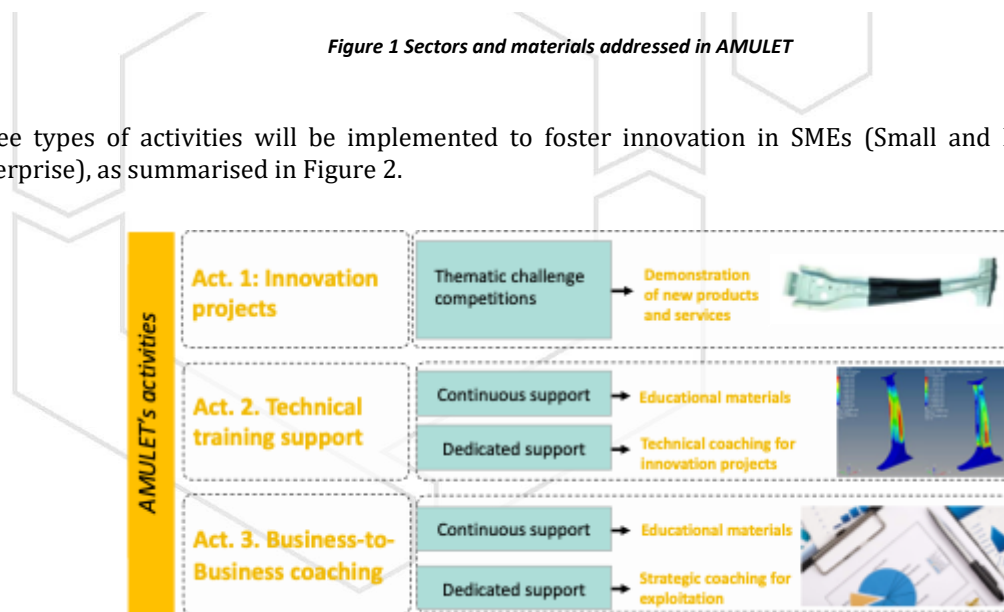 Figure 1 Sectors and materials addressed in AMULET
ee types of activities will be implemented to foster innovation in SMEs (Small and
erprise), as summarised in Figure 2.
AMULET's activities
Act. 1: Innovation
projects
Thematic challenge
competitions
Demonstration
of new products
and services
Act. 2. Technical
training support
Continuous support
Educational materials
Dedicated support
Technical coaching for
innovation projects
Act. 3. Business-to-
Business coaching
Continuous support
Educational materials
Dedicated support
Strategic coaching for
exploitation